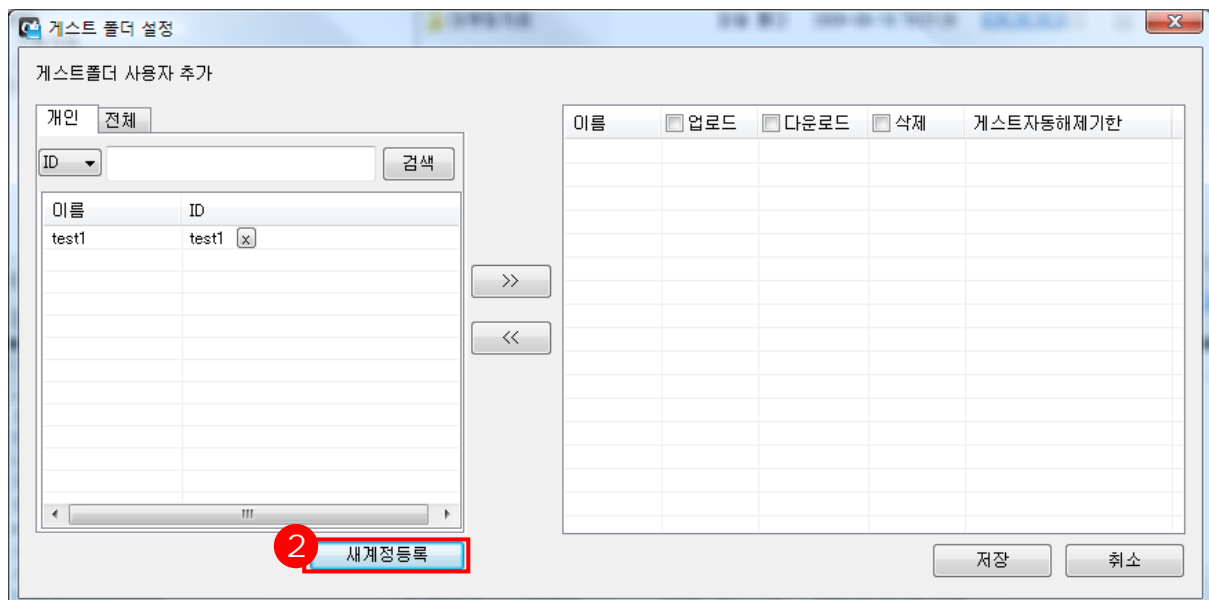 게스트 폴더 설정
게스트폴더 사용자 추가
개인 전체
ID 검색
이름 ID
test1 test1 x
>>
<<
이름 업로드 다운로드 삭제 게스트자동해제기한
2 새계정등록
저장 취소